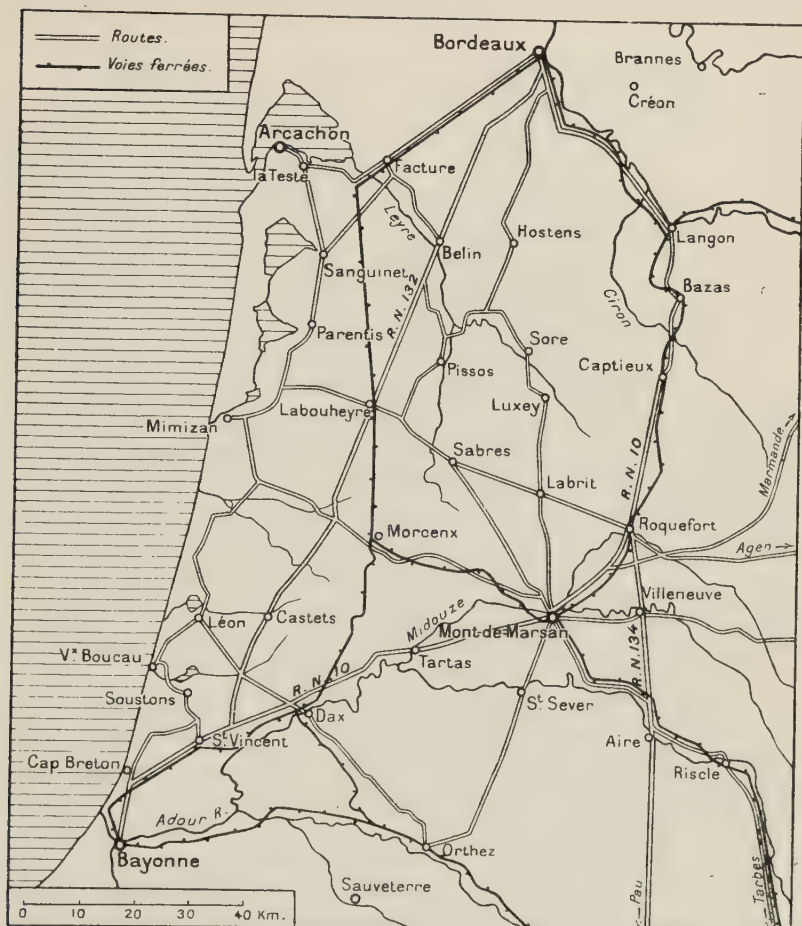 Routes.
Voies ferrées.
Bordeaux
Brannes
Créon
Arcachon
la Teste
Facture
Leyre
Belin
Hostens
Langon
Sanguinet
Ciron
Bazas
R.N. 132
Parentis
Pissos
Sore
Captieux
Labouheyre
Luxey
Mimizan
Sabres
R.N. 10
Marmande
Labrit
Roquefort
Morcenx
Agen
Villeneuve
Léon
Castets
Midouze
Mont-de-Marsan
Vx Boucau
R.N. 10
Tartas
R.N. 134
Soustons
Dax
St Sever
St Vincent
Aire
Cap Breton
Riscle
Adour R.
Bayonne
Orthez
Sauveterre
Pau
Tarbes
0 10 20 30 40 Km.